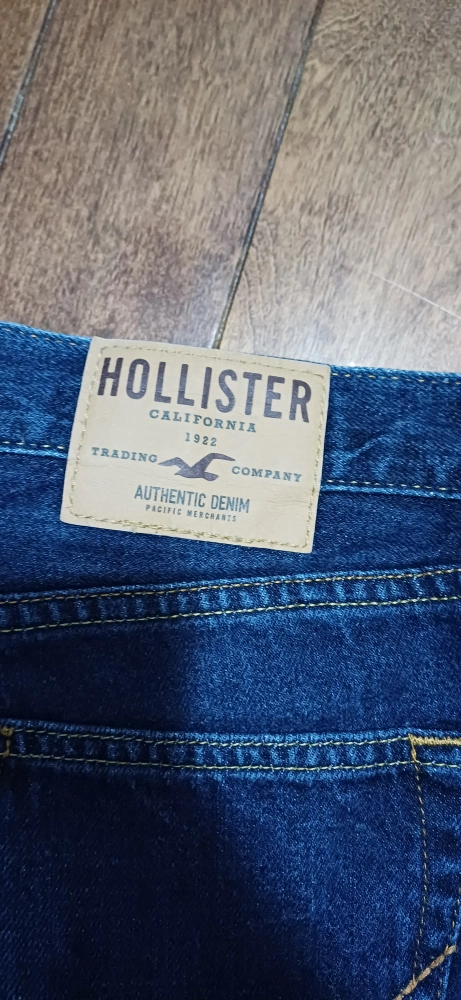 HOLLISTER
CALIFORNIA
1922
TRADING COMPANY
AUTHENTIC DENIM
PACIFIC MERCHANTS